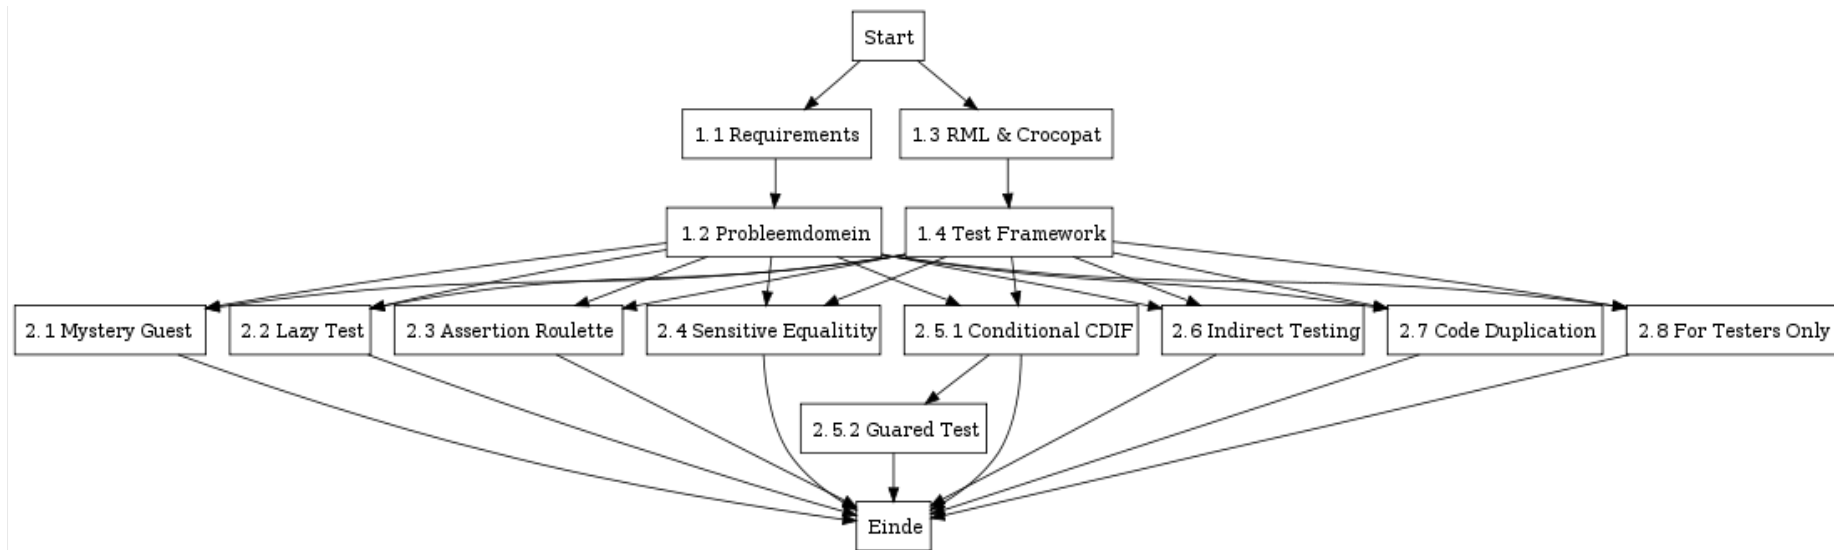 Start
1.1 Requirements
1.3 RML & Crocopat
1.2 Probleemdomein
1.4 Test Framework
2.1 Mystery Guest
2.2 Lazy Test
2.3 Assertion Roulette
2.4 Sensitive Equalitity
2.5.1 Conditional CDIF
2.6 Indirect Testing
2.7 Code Duplication
2.8 For Testers Only
2.5.2 Guared Test
Einde